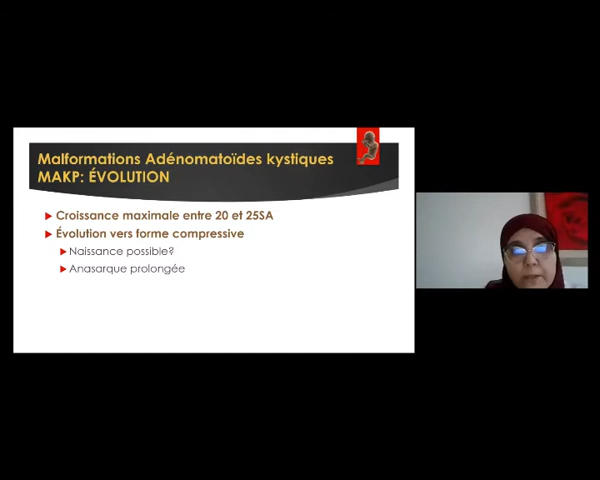 Malformations Adénomatoïdes kystiques
MAKP: ÉVOLUTION
Croissance maximale entre 20 et 25SA
Évolution vers forme compressive
Naissance possible?
Anasarque prolongée